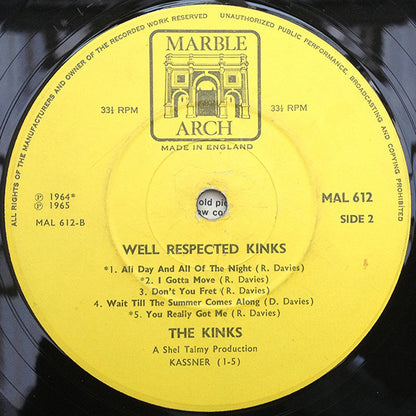 ALL RIGHTS OF THE MANUFACTURERS AND OWNER OF THE RECORDED WORK RESERVED
UNAUTHORIZED PUBLIC PERFORMANCE, BROADCASTING AND COPYING PROHIBITED
MARBLE
ARCH
33⅓ RPM
33⅓ RPM
MADE IN ENGLAND
℗ 1964*
℗ 1965
MAL 612-B
old
MAL 612
SIDE 2
WELL RESPECTED KINKS
*1. All Day And All Of The Night (R. Davies)
*2. I Gotta Move (R. Davies)
3. Don't You Fret (R. Davies)
4. Wait Till The Summer Comes Along (D. Davies)
*5. You Really Got Me (R. Davies)
THE KINKS
A Shel Talmy Production
KASSNER (1-5)